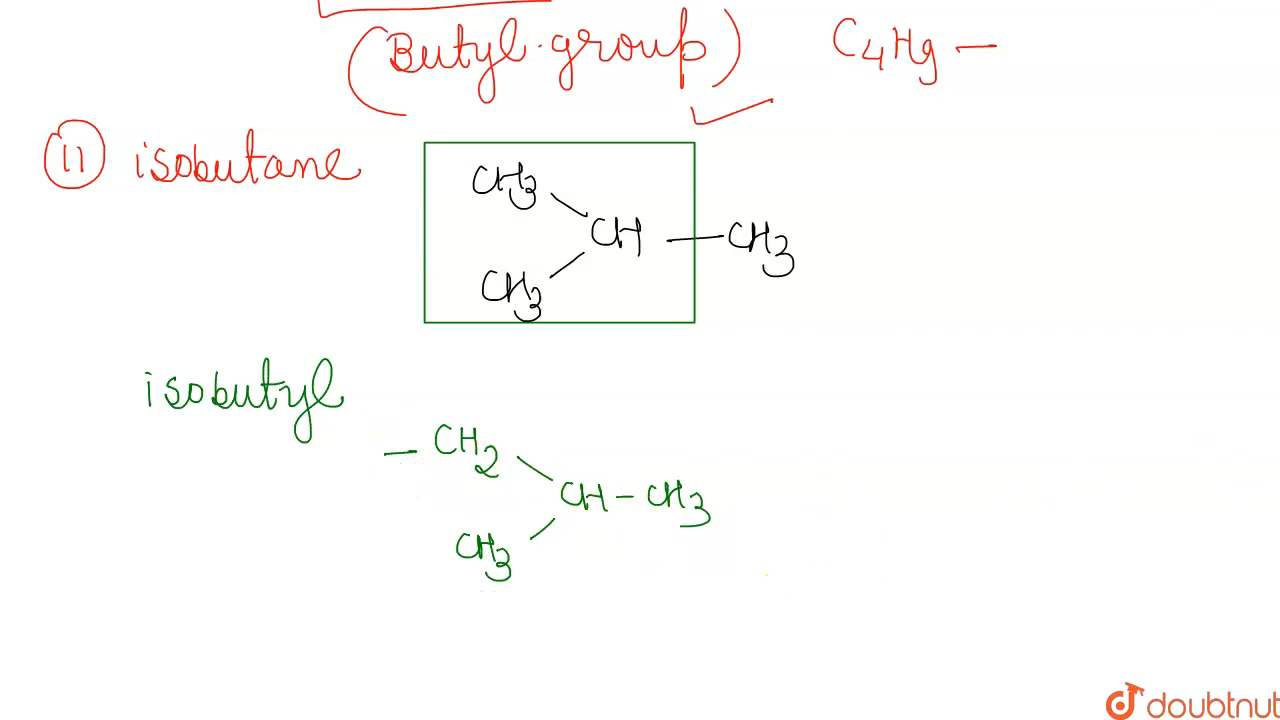 (Butyl group) C4H9 —
(ii) isobutane
CH3
CH — CH3
CH3
isobutyl
— CH2
CH – CH3
CH3
doubtnut